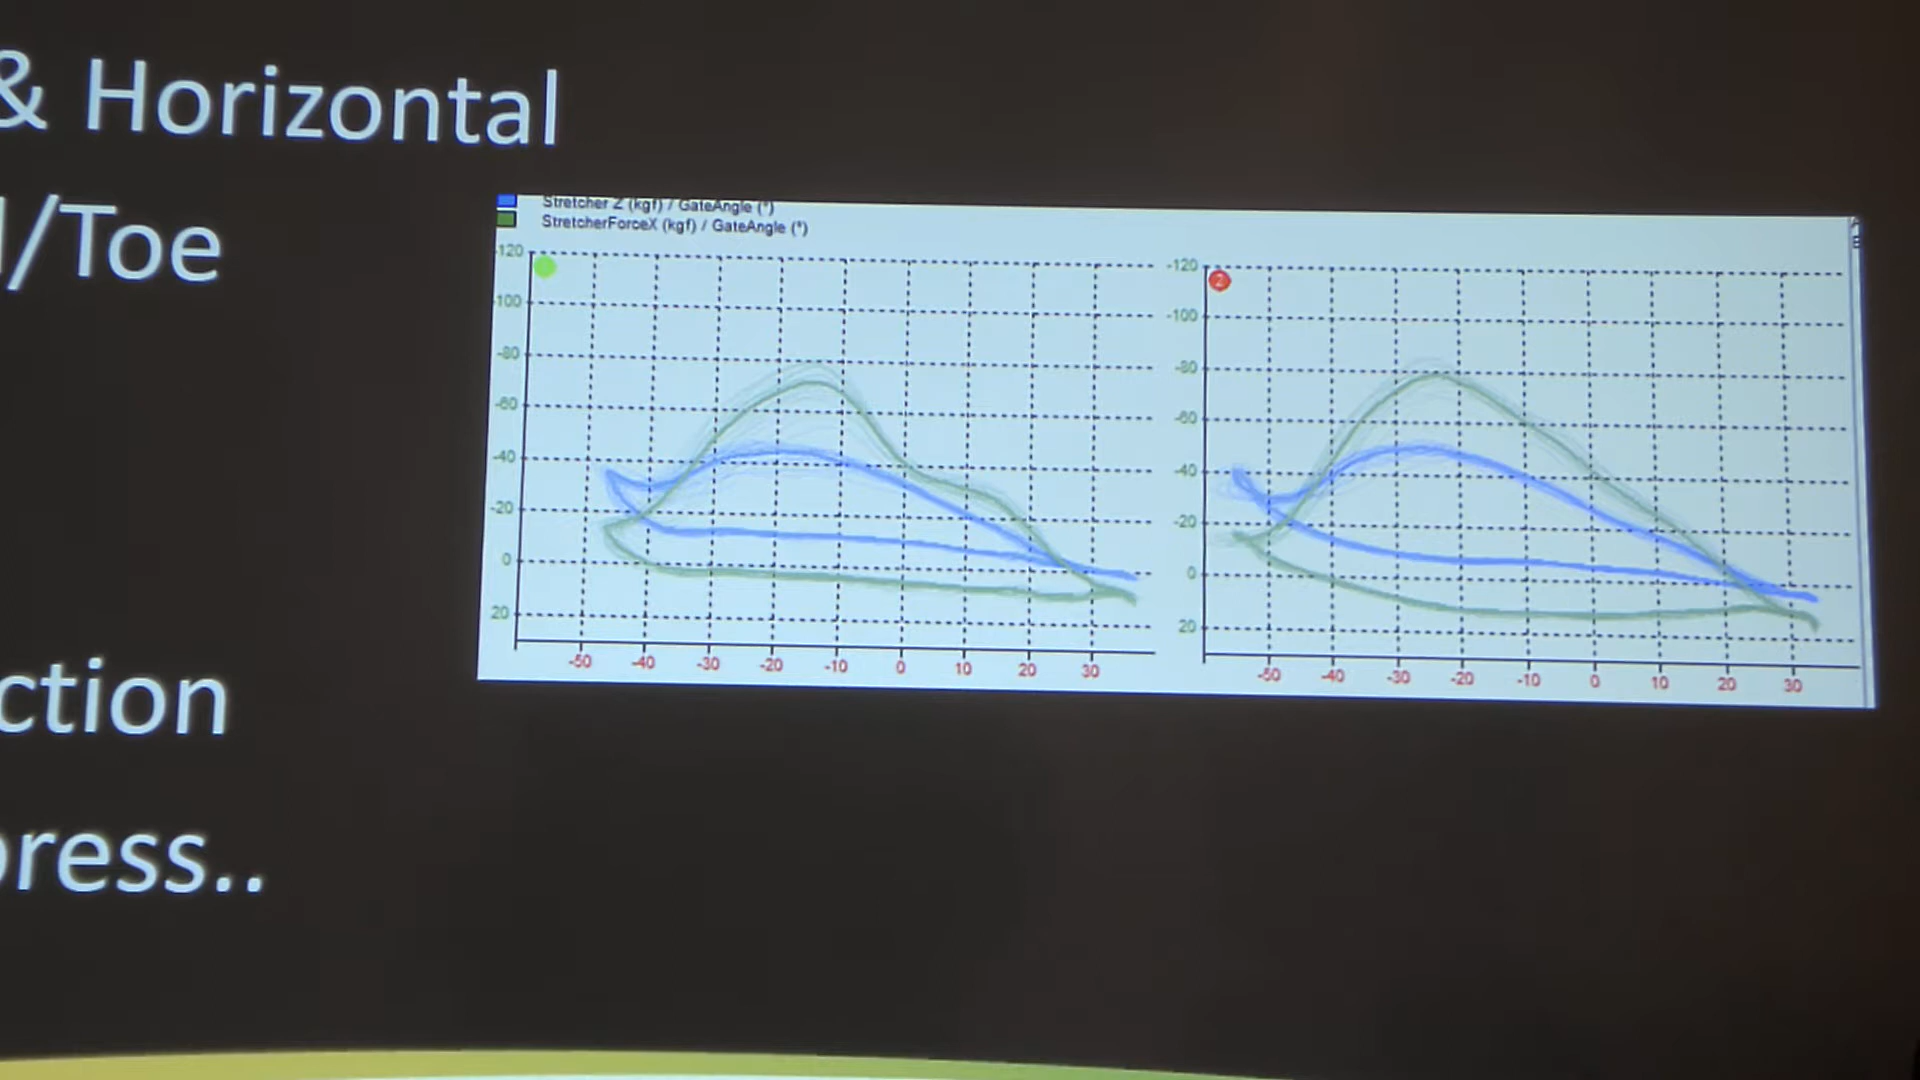 & Horizontal
/Toe
ction
press..
Stretcher Z (kgf) / GateAngle (°)
StretcherForceX (kgf) / GateAngle (°)
-120
-100
-80
-60
-40
-20
0
20
-50 -40 -30 -20 -10 0 10 20 30
2
-120
-100
-80
-60
-40
-20
0
20
-50 -40 -30 -20 -10 0 10 20 30